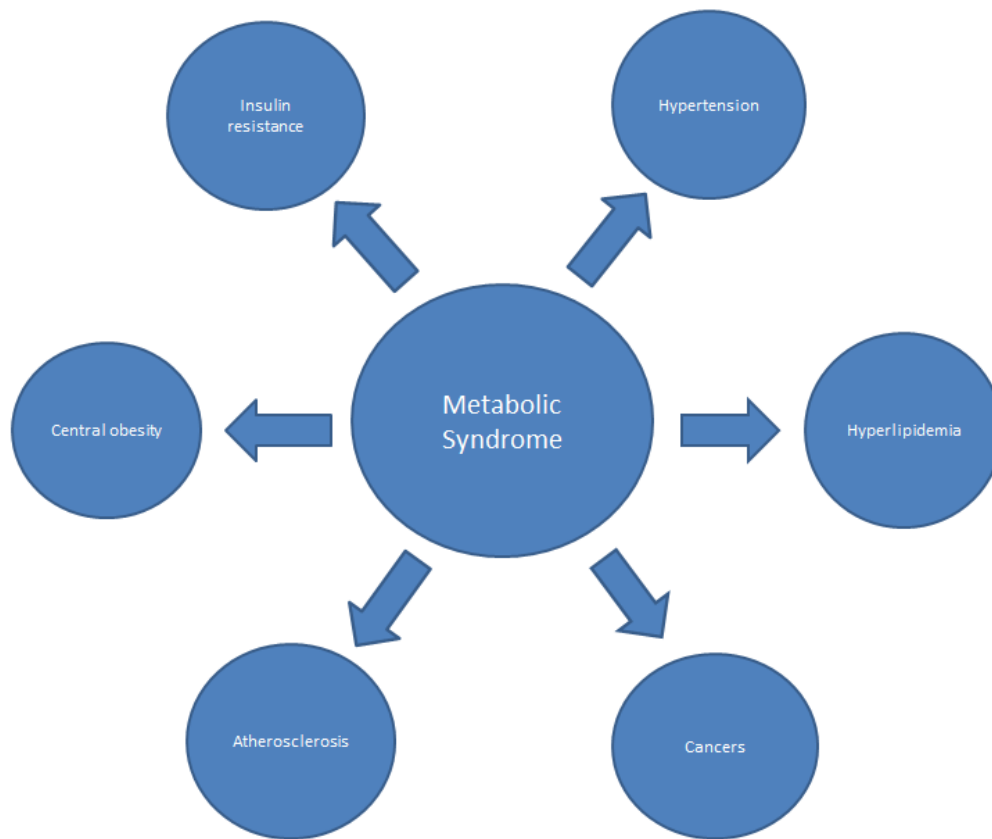 Insulin
resistance
Hypertension
Metabolic
Syndrome
Central obesity
Hyperlipidemia
Atherosclerosis
Cancers